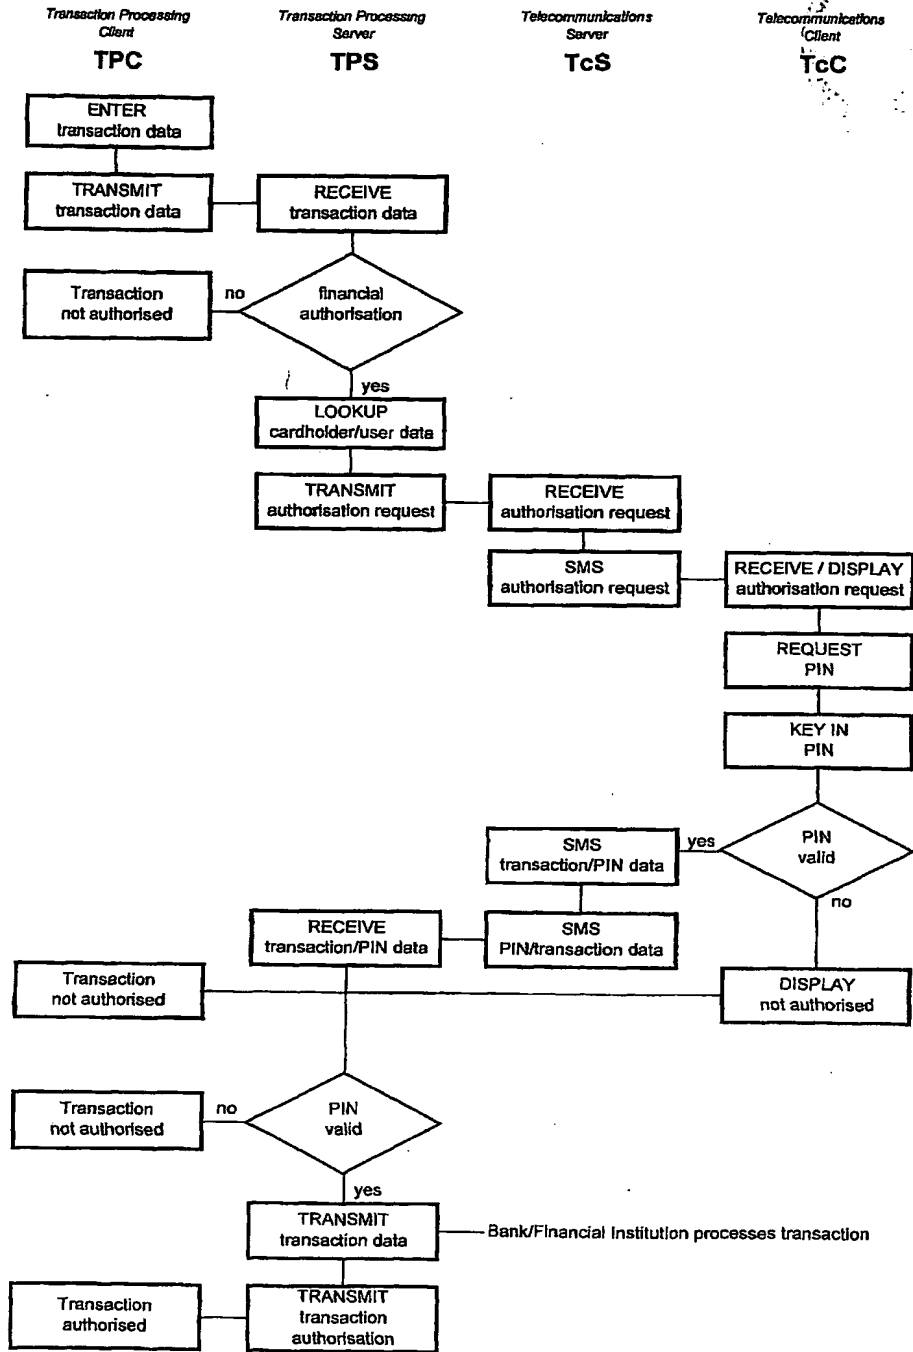 Transaction Processing
Client
TPC
Transaction Processing
Server
TPS
Telecommunications
Server
TcS
Telecommunications
Client
TcC
ENTER
transaction data
TRANSMIT
transaction data
RECEIVE
transaction data
Transaction
not authorised
no
financial
authorisation
yes
LOOKUP
cardholder/user data
TRANSMIT
authorisation request
RECEIVE
authorisation request
SMS
authorisation request
RECEIVE / DISPLAY
authorisation request
REQUEST
PIN
KEY IN
PIN
SMS
transaction/PIN data
yes
PIN
valid
no
RECEIVE
transaction/PIN data
SMS
PIN/transaction data
Transaction
not authorised
DISPLAY
not authorised
Transaction
not authorised
no
PIN
valid
yes
TRANSMIT
transaction data
Bank/Financial Institution processes transaction
Transaction
authorised
TRANSMIT
transaction
authorisation